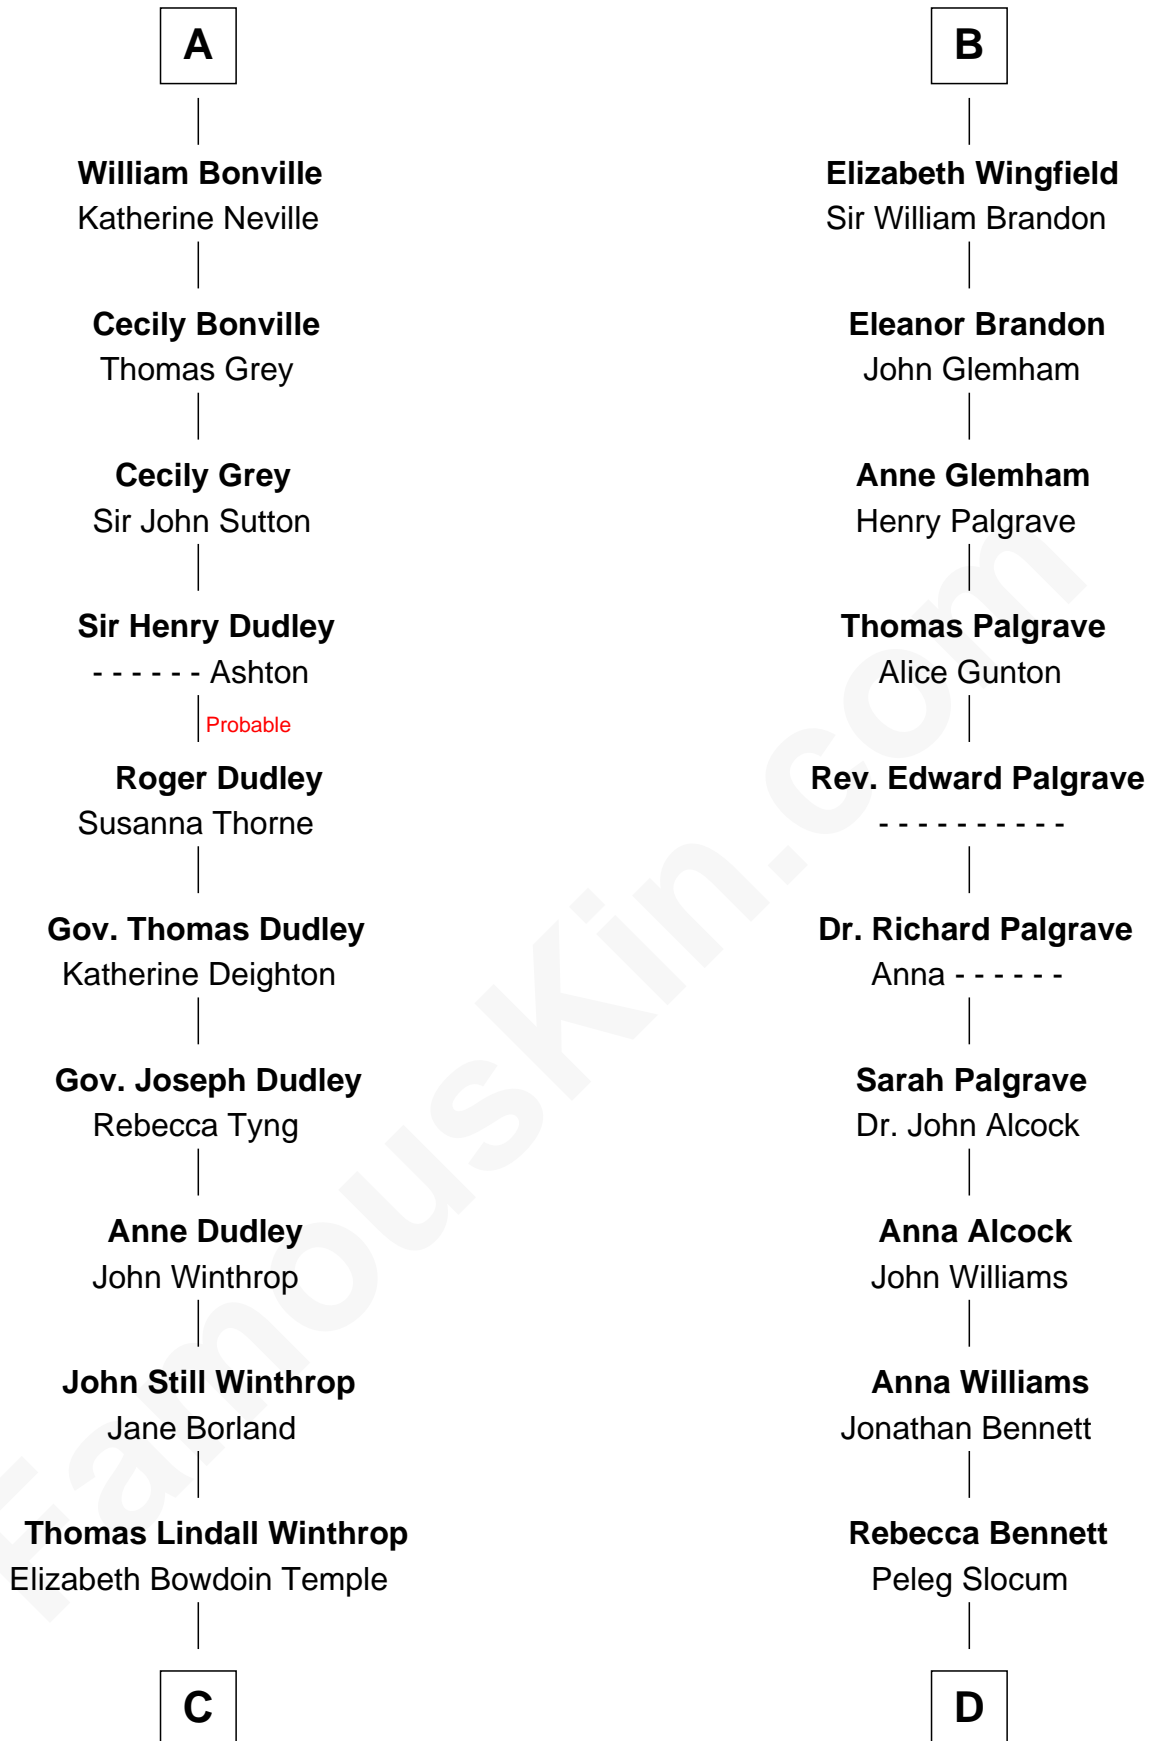 A
William Bonville
Katherine Neville
Cecily Bonville
Thomas Grey
Cecily Grey
Sir John Sutton
Sir Henry Dudley
- - - - - - Ashton
Probable
Roger Dudley
Susanna Thorne
Gov. Thomas Dudley
Katherine Deighton
Gov. Joseph Dudley
Rebecca Tyng
Anne Dudley
John Winthrop
John Still Winthrop
Jane Borland
Thomas Lindall Winthrop
Elizabeth Bowdoin Temple
C
B
Elizabeth Wingfield
Sir William Brandon
Eleanor Brandon
John Glemham
Anne Glemham
Henry Palgrave
Thomas Palgrave
Alice Gunton
Rev. Edward Palgrave
- - - - - - - - - -
Dr. Richard Palgrave
Anna - - - - - -
Sarah Palgrave
Dr. John Alcock
Anna Alcock
John Williams
Anna Williams
Jonathan Bennett
Rebecca Bennett
Peleg Slocum
D
FamousKin.com